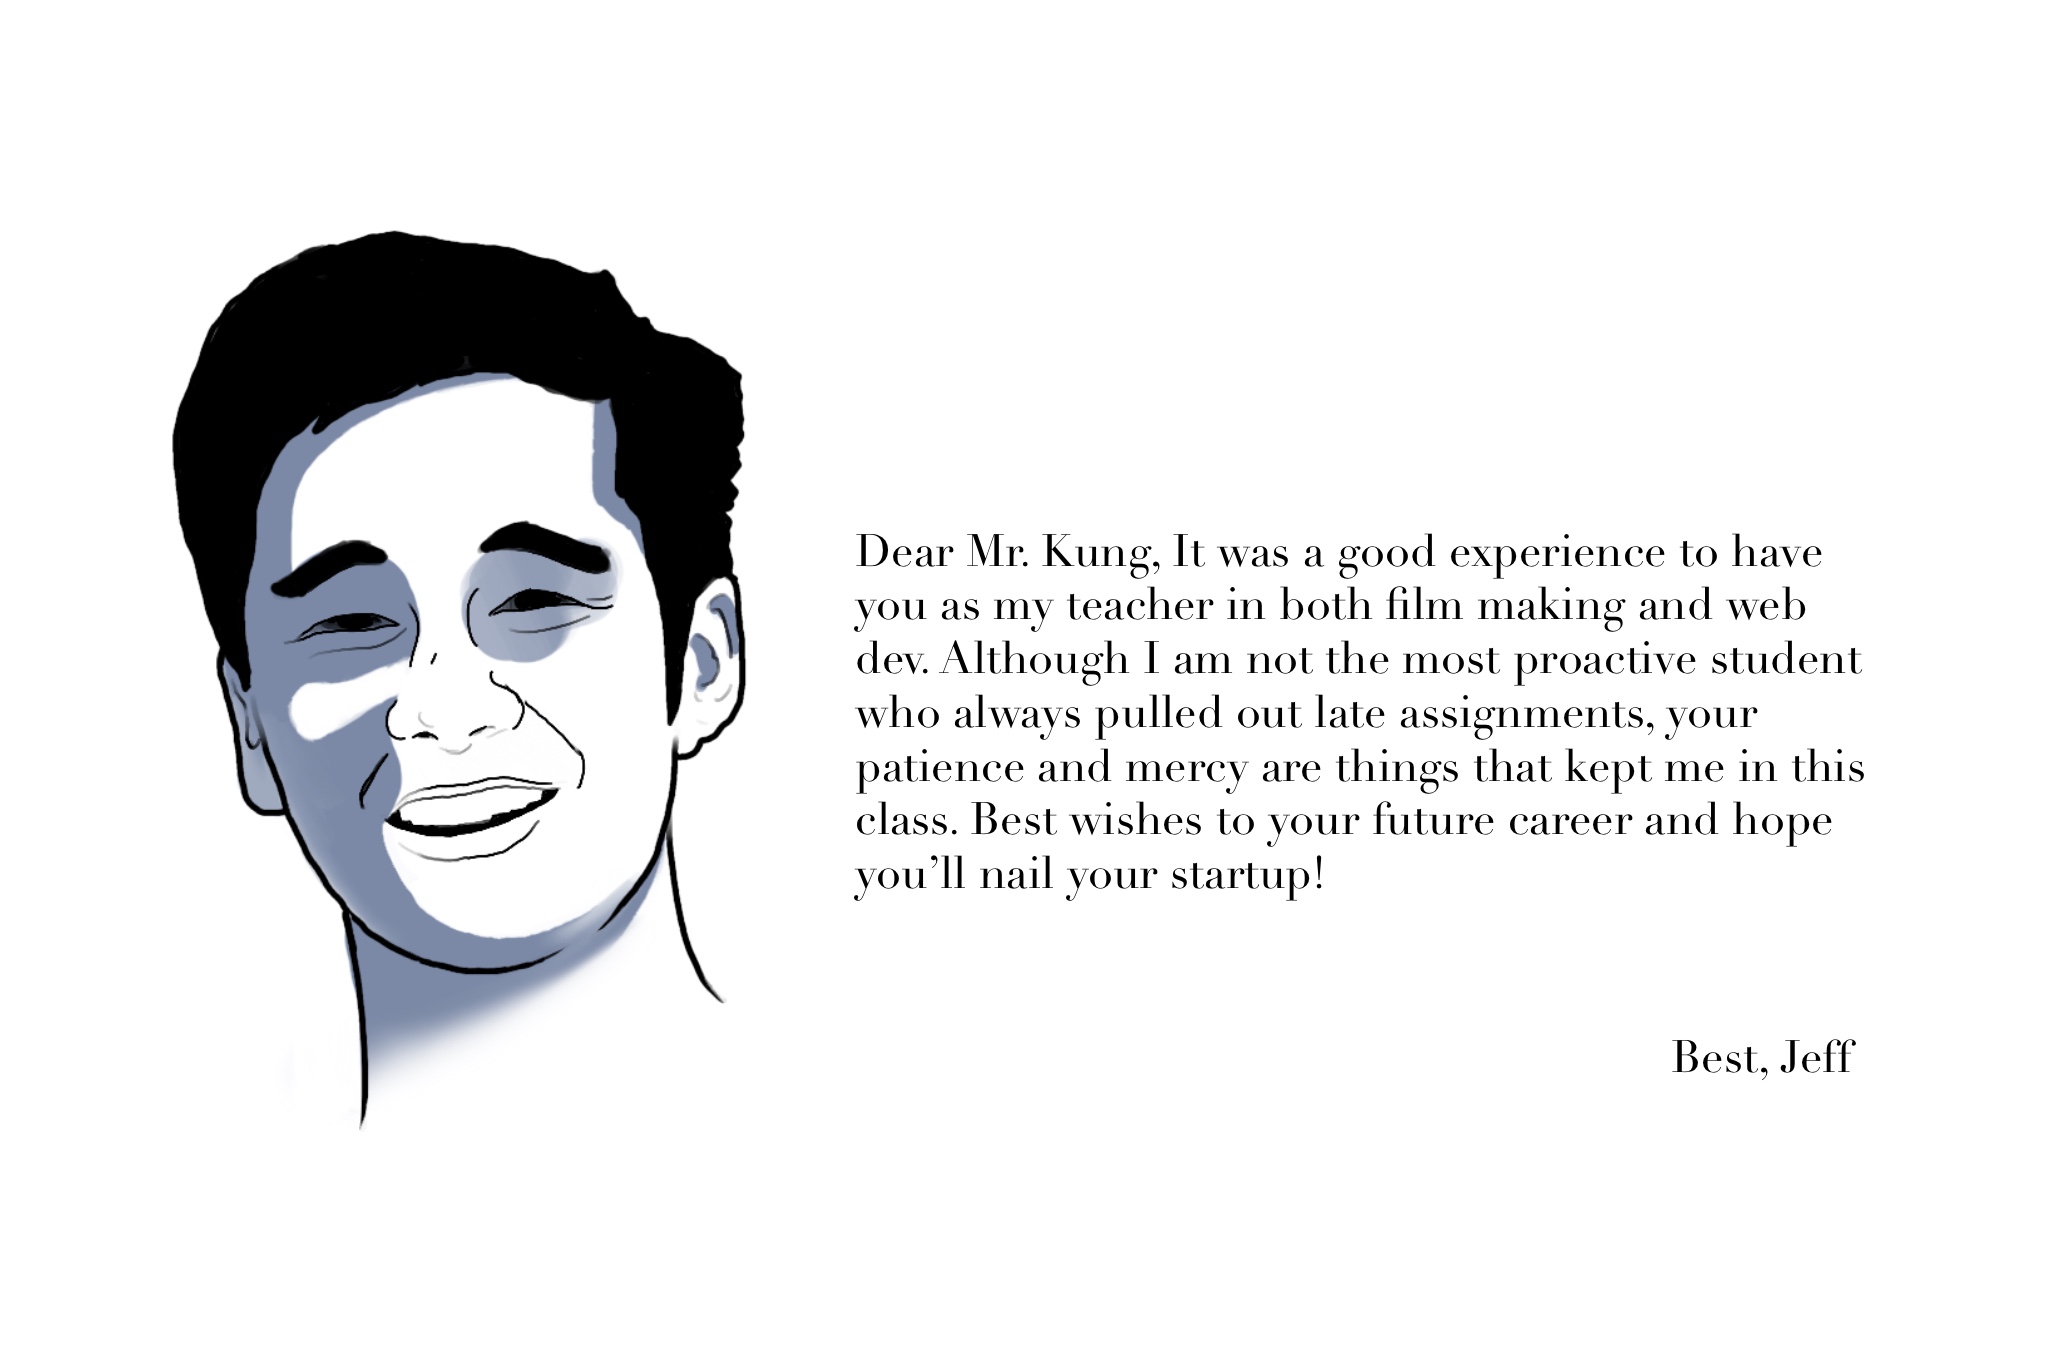 Dear Mr. Kung, It was a good experience to have
you as my teacher in both film making and web
dev. Although I am not the most proactive student
who always pulled out late assignments, your
patience and mercy are things that kept me in this
class. Best wishes to your future career and hope
you’ll nail your startup!
Best, Jeff